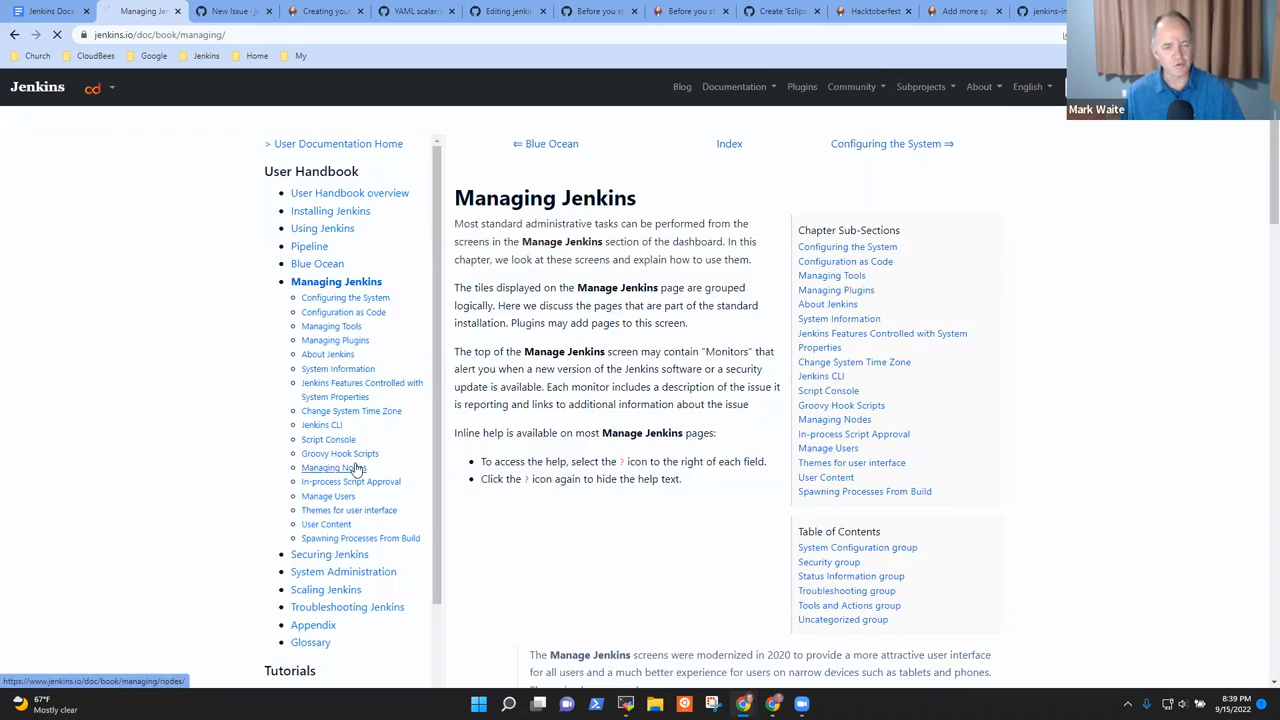 Jenkins Docs
Managing Jen
New Issue · je
Creating your
YAML scalar/s
Editing jenkin
Before you st
Before you st
Create 'Eclips
Hacktoberfest
Add more sp
jenkins-in
jenkins.io/doc/book/managing/
Church
CloudBees
Google
Jenkins
Home
My
Jenkins
cd
Blog
Documentation
Plugins
Community
Subprojects
About
English
Mark Waite
> User Documentation Home
⇐ Blue Ocean
Index
Configuring the System ⇒
User Handbook
User Handbook overview
Installing Jenkins
Using Jenkins
Pipeline
Blue Ocean
Managing Jenkins
Configuring the System
Configuration as Code
Managing Tools
Managing Plugins
About Jenkins
System Information
Jenkins Features Controlled with
System Properties
Change System Time Zone
Jenkins CLI
Script Console
Groovy Hook Scripts
Managing Nodes
In-process Script Approval
Manage Users
Themes for user interface
User Content
Spawning Processes From Build
Securing Jenkins
System Administration
Scaling Jenkins
Troubleshooting Jenkins
Appendix
Glossary
Tutorials
Managing Jenkins
Most standard administrative tasks can be performed from the
screens in the Manage Jenkins section of the dashboard. In this
chapter, we look at these screens and explain how to use them.
The tiles displayed on the Manage Jenkins page are grouped
logically. Here we discuss the pages that are part of the standard
installation. Plugins may add pages to this screen.
The top of the Manage Jenkins screen may contain "Monitors" that
alert you when a new version of the Jenkins software or a security
update is available. Each monitor includes a description of the issue it
is reporting and links to additional information about the issue
Inline help is available on most Manage Jenkins pages:
To access the help, select the ? icon to the right of each field.
Click the ? icon again to hide the help text.
Chapter Sub-Sections
Configuring the System
Configuration as Code
Managing Tools
Managing Plugins
About Jenkins
System Information
Jenkins Features Controlled with System
Properties
Change System Time Zone
Jenkins CLI
Script Console
Groovy Hook Scripts
Managing Nodes
In-process Script Approval
Manage Users
Themes for user interface
User Content
Spawning Processes From Build
Table of Contents
System Configuration group
Security group
Status Information group
Troubleshooting group
Tools and Actions group
Uncategorized group
The Manage Jenkins screens were modernized in 2020 to provide a more attractive user interface
for all users and a much better experience for users on narrow devices such as tablets and phones.
https://www.jenkins.io/doc/book/managing/nodes/
67°F
Mostly clear
8:39 PM
9/15/2022